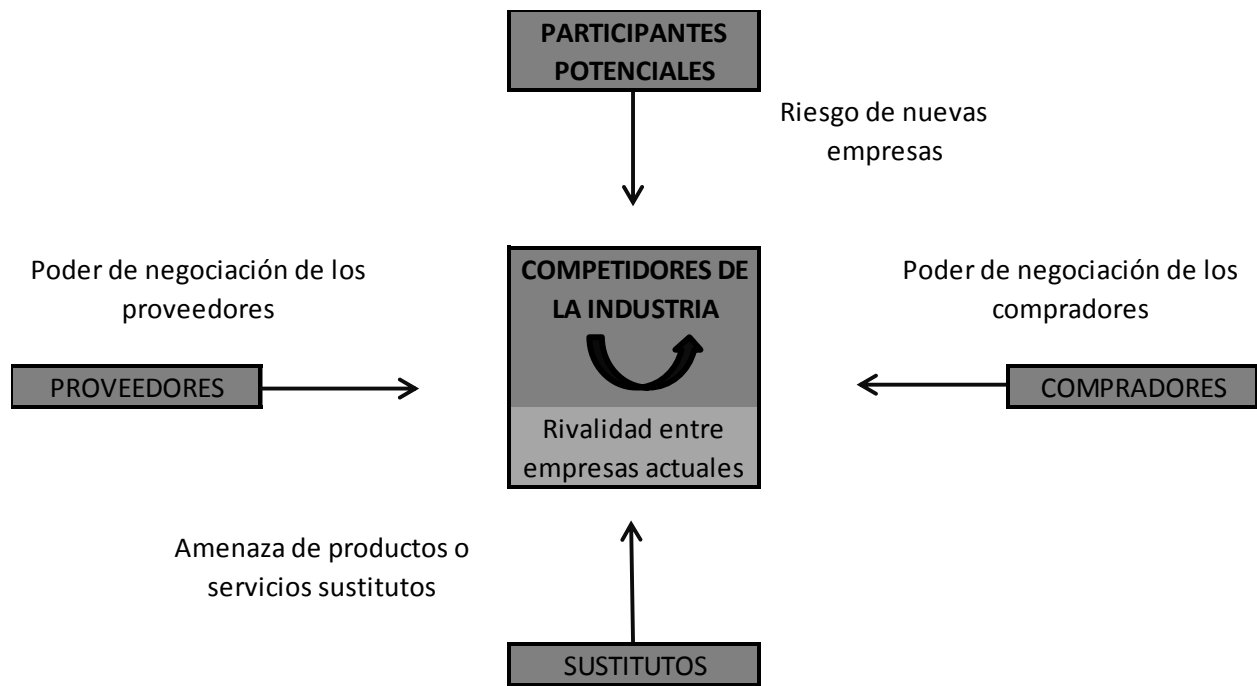 PARTICIPANTES
POTENCIALES
Riesgo de nuevas
empresas
Poder de negociación de los
proveedores
COMPETIDORES DE
LA INDUSTRIA
Poder de negociación de los
compradores
PROVEEDORES
COMPRADORES
Rivalidad entre
empresas actuales
Amenaza de productos o
servicios sustitutos
SUSTITUTOS